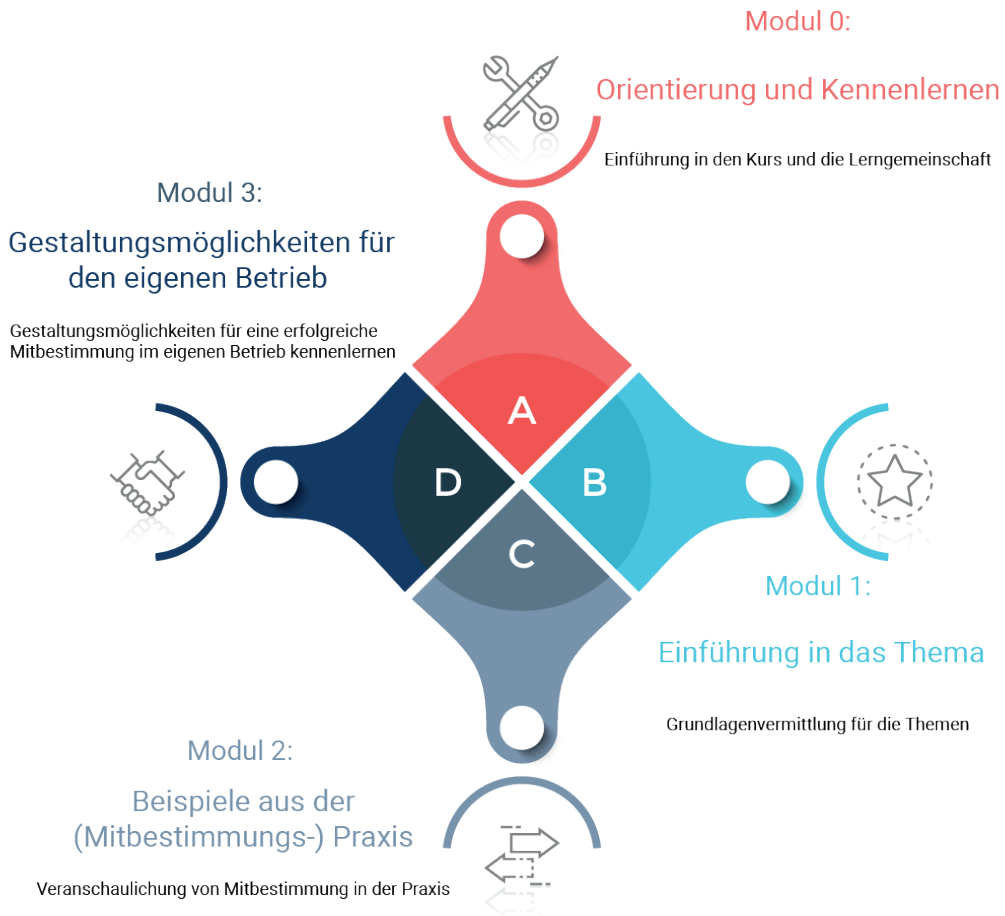 Modul 0:
Orientierung und Kennenlernen
Einführung in den Kurs und die Lerngemeinschaft
Modul 3:
Gestaltungsmöglichkeiten für
den eigenen Betrieb
Gestaltungsmöglichkeiten für eine erfolgreiche
Mitbestimmung im eigenen Betrieb kennenlernen
A
D
B
C
Modul 1:
Einführung in das Thema
Grundlagenvermittlung für die Themen
Modul 2:
Beispiele aus der
(Mitbestimmungs-) Praxis
Veranschaulichung von Mitbestimmung in der Praxis